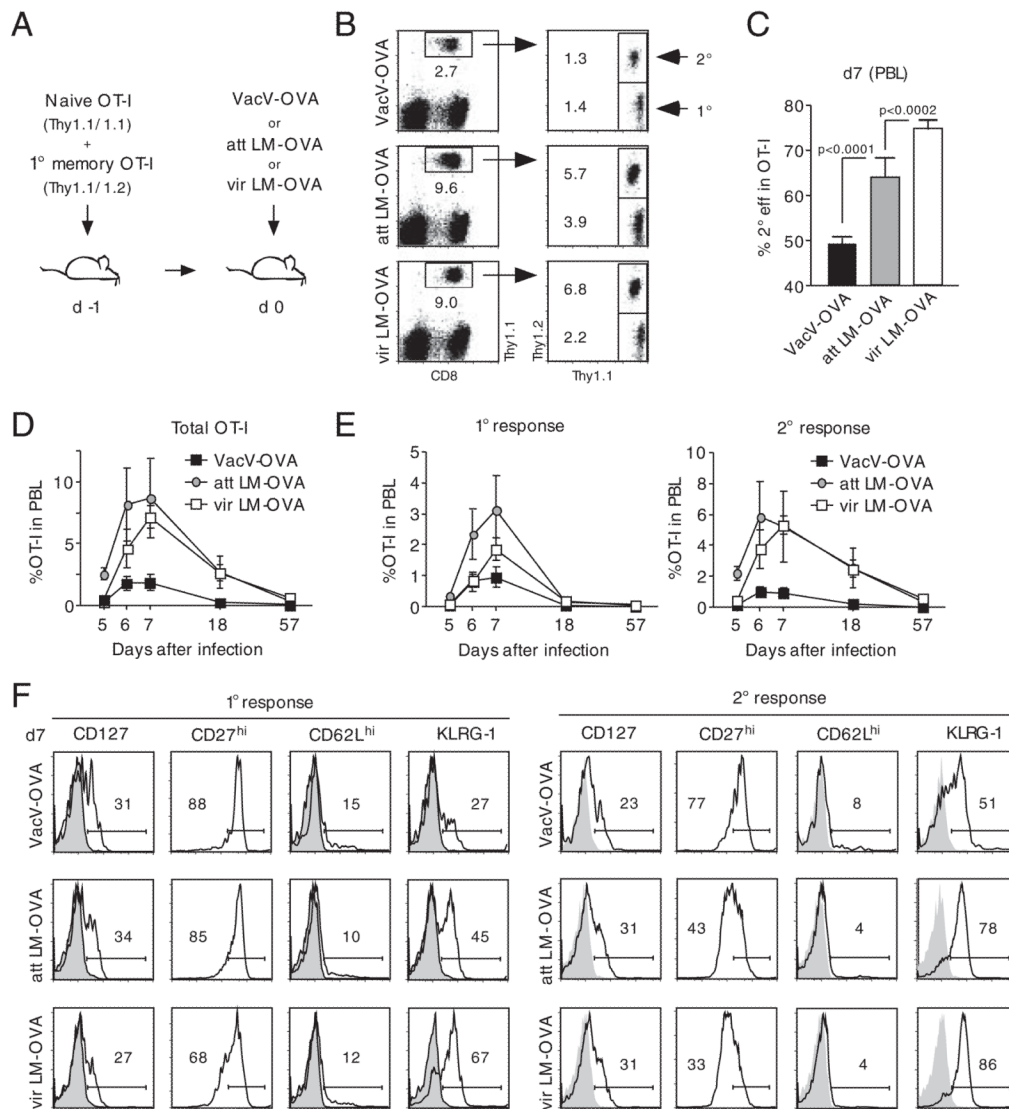 A
Naive OT-I
(Thy1.1/ 1.1)
+
1° memory OT-I
(Thy1.1/ 1.2)
d -1
VacV-OVA
or
att LM-OVA
or
vir LM-OVA
d 0
B
VacV-OVA
2.7
1.3
1.4
2°
1°
att LM-OVA
9.6
5.7
3.9
vir LM-OVA
9.0
6.8
2.2
Thy1.1
Thy1.2
CD8
Thy1.1
C
d7 (PBL)
% 2° eff in OT-I
80
70
60
50
40
p<0.0001
p<0.0002
VacV-OVA
att LM-OVA
vir LM-OVA
D
Total OT-I
VacV-OVA
att LM-OVA
vir LM-OVA
%OT-I in PBL
10
5
0
5 6 7 18 57
Days after infection
E
1° response
%OT-I in PBL
5
4
3
2
1
0
5 6 7 18 57
Days after infection
2° response
VacV-OVA
att LM-OVA
vir LM-OVA
%OT-I in PBL
10
8
6
4
2
0
5 6 7 18 57
Days after infection
F
1° response
2° response
d7 CD127 CD27hi CD62Lhi KLRG-1 CD127 CD27hi CD62Lhi KLRG-1
VacV-OVA 31 88 15 27 VacV-OVA 23 77 8 51
att LM-OVA 34 85 10 45 att LM-OVA 31 43 4 78
vir LM-OVA 27 68 12 67 vir LM-OVA 31 33 4 86